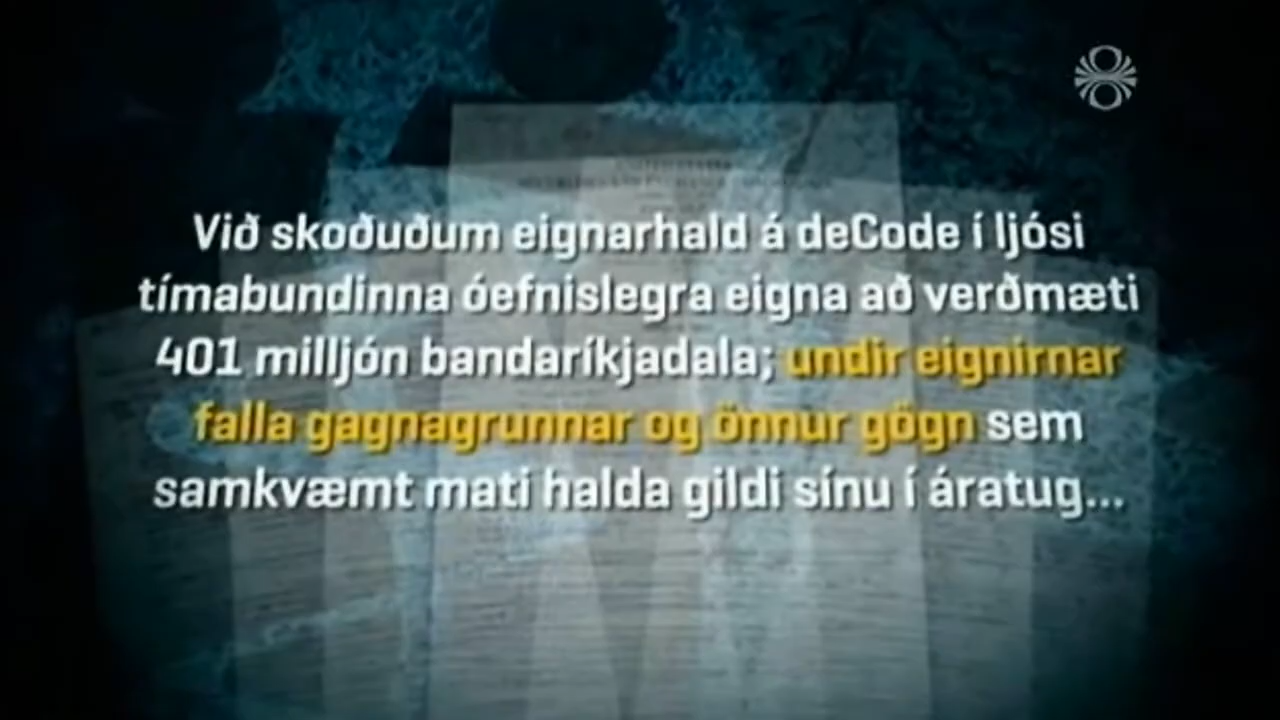 Við skoðuðum eignarhald á deCode í ljósi
tímabundinna óefnislegra eigna að verðmæti
401 milljón bandaríkjadala; undir eignirnar
falla gagnagrunnar og önnur gögn sem
samkvæmt mati halda gildi sínu í áratug...